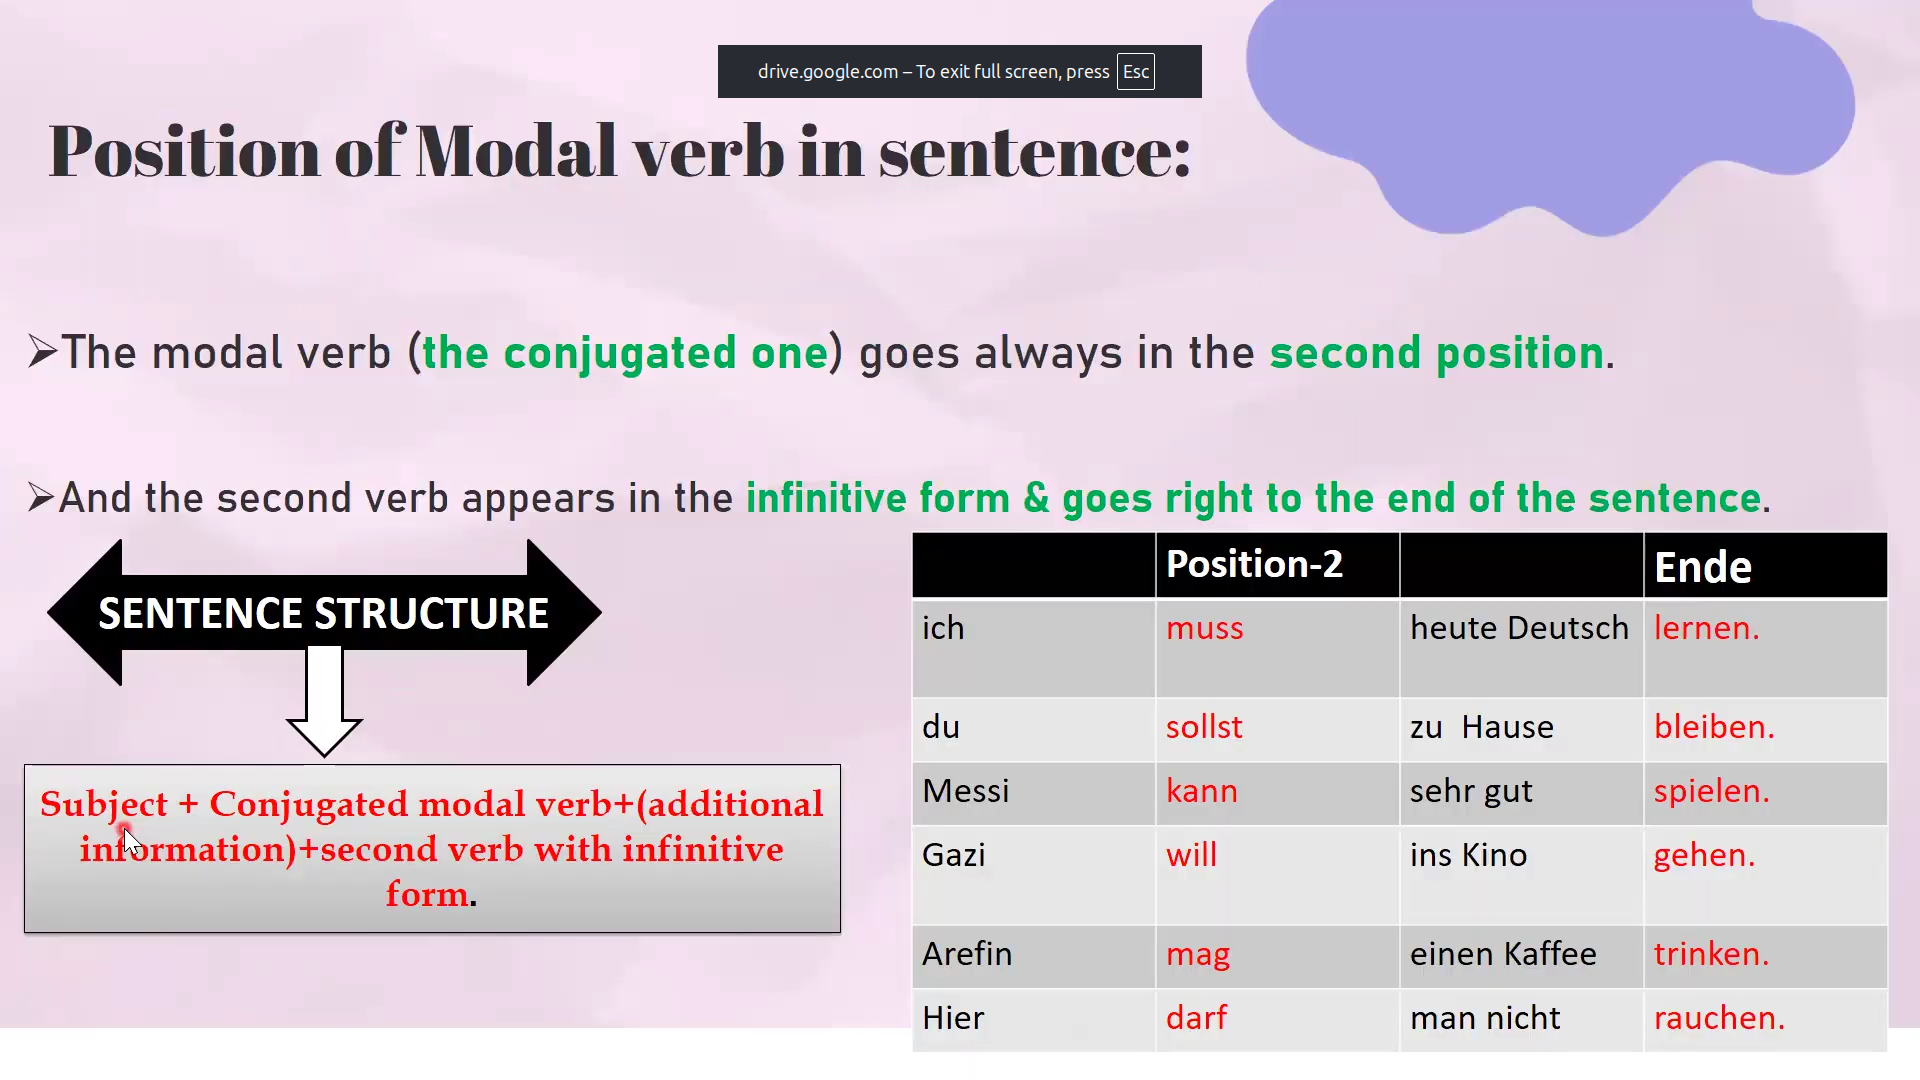 drive.google.com – To exit full screen, press Esc
Position of Modal verb in sentence:
➢The modal verb (the conjugated one) goes always in the second position.
➢And the second verb appears in the infinitive form & goes right to the end of the sentence.
SENTENCE STRUCTURE
Subject + Conjugated modal verb+(additional
information)+second verb with infinitive
form.
Position-2 Ende
ich muss heute Deutsch lernen.
du sollst zu Hause bleiben.
Messi kann sehr gut spielen.
Gazi will ins Kino gehen.
Arefin mag einen Kaffee trinken.
Hier darf man nicht rauchen.